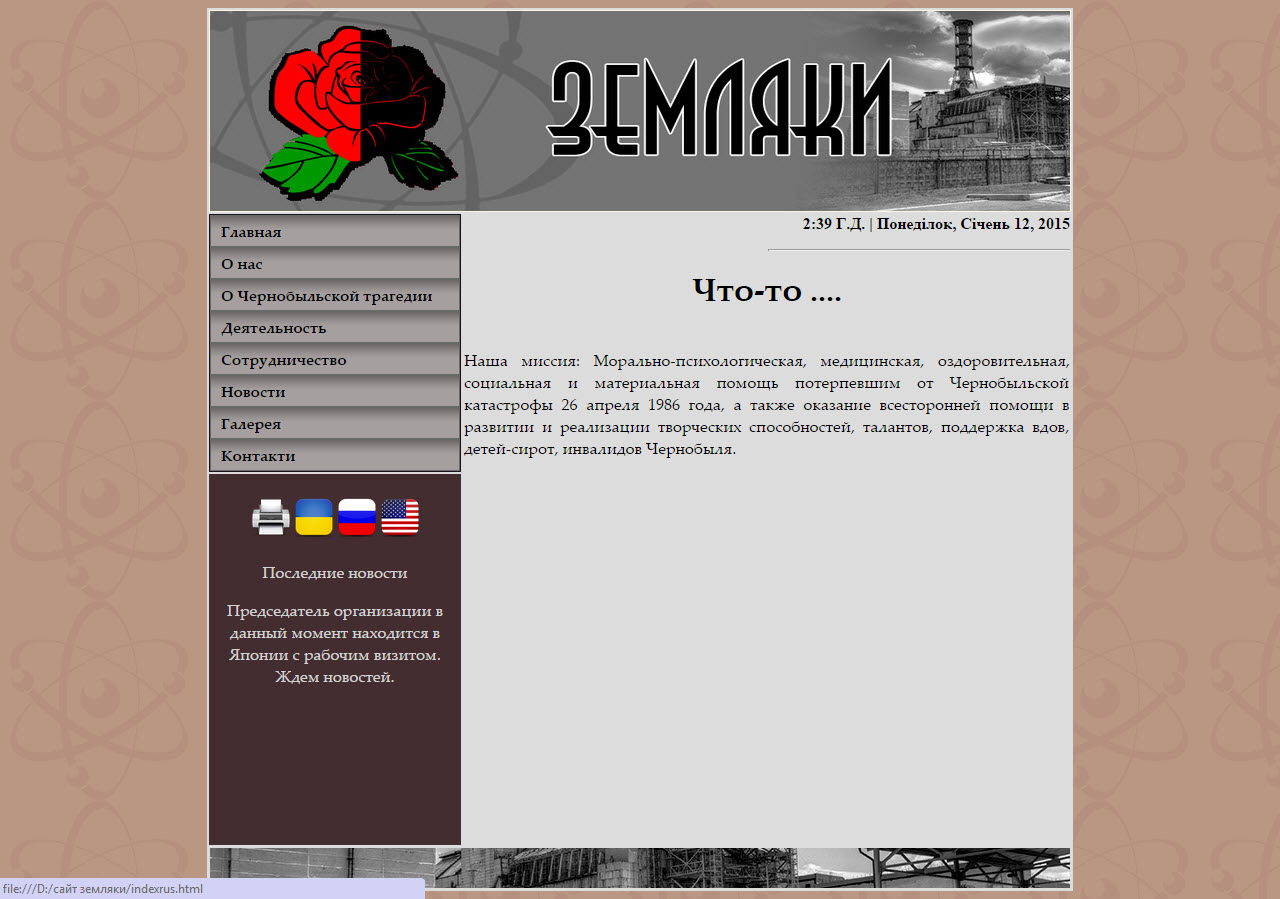 ЗЕМЛЯКИ
2:39 Г.Д. | Понеділок, Січень 12, 2015
Главная
О нас
О Чернобыльской трагедии
Деятельность
Сотрудничество
Новости
Галерея
Контакти
Что-то ....
Наша миссия: Морально-психологическая, медицинская, оздоровительная,
социальная и материальная помощь потерпевшим от Чернобыльской
катастрофы 26 апреля 1986 года, а также оказание всесторонней помощи в
развитии и реализации творческих способностей, талантов, поддержка вдов,
детей-сирот, инвалидов Чернобыля.
Последние новости
Председатель организации в
данный момент находится в
Японии с рабочим визитом.
Ждем новостей.
file:///D:/сайт земляки/indexrus.html